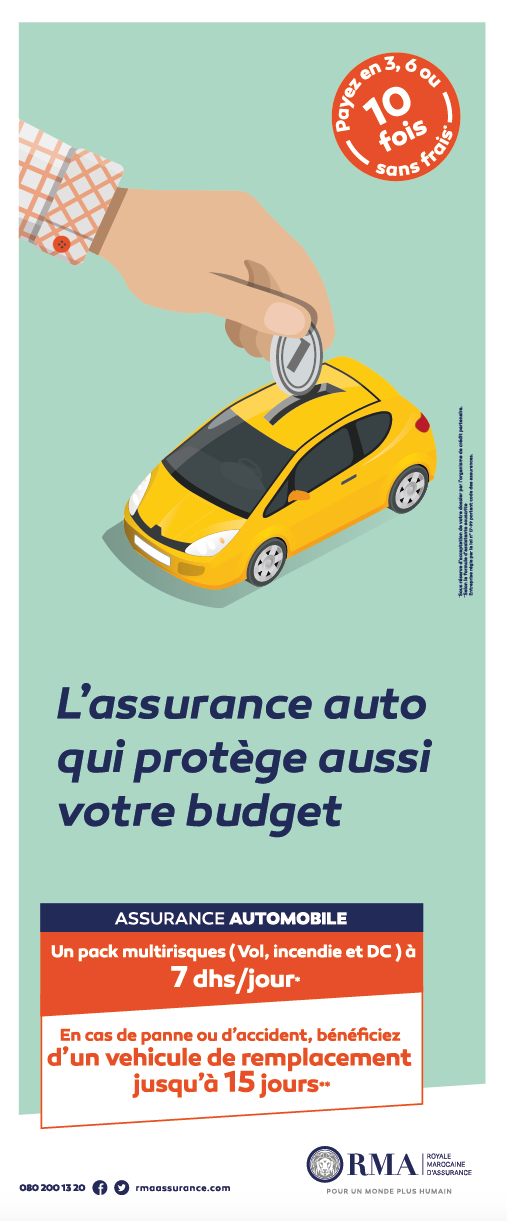 Payez en 3, 6 ou
10
fois
sans frais*
*Sous réserve d'acceptation de votre dossier par l'organisme de crédit partenaire.
*Selon la formule d'assistance souscrite
Entreprise régie par la loi n° 17-99 portant code des assurances.
L'assurance auto
qui protège aussi
votre budget
ASSURANCE AUTOMOBILE
Un pack multirisques ( Vol, incendie et DC ) à
7 dhs/jour*
En cas de panne ou d'accident, bénéficiez
d'un vehicule de remplacement
jusqu'à 15 jours**
RMA
ROYALE
MAROCAINE
D'ASSURANCE
POUR UN MONDE PLUS HUMAIN
080 200 13 20
rmaassurance.com